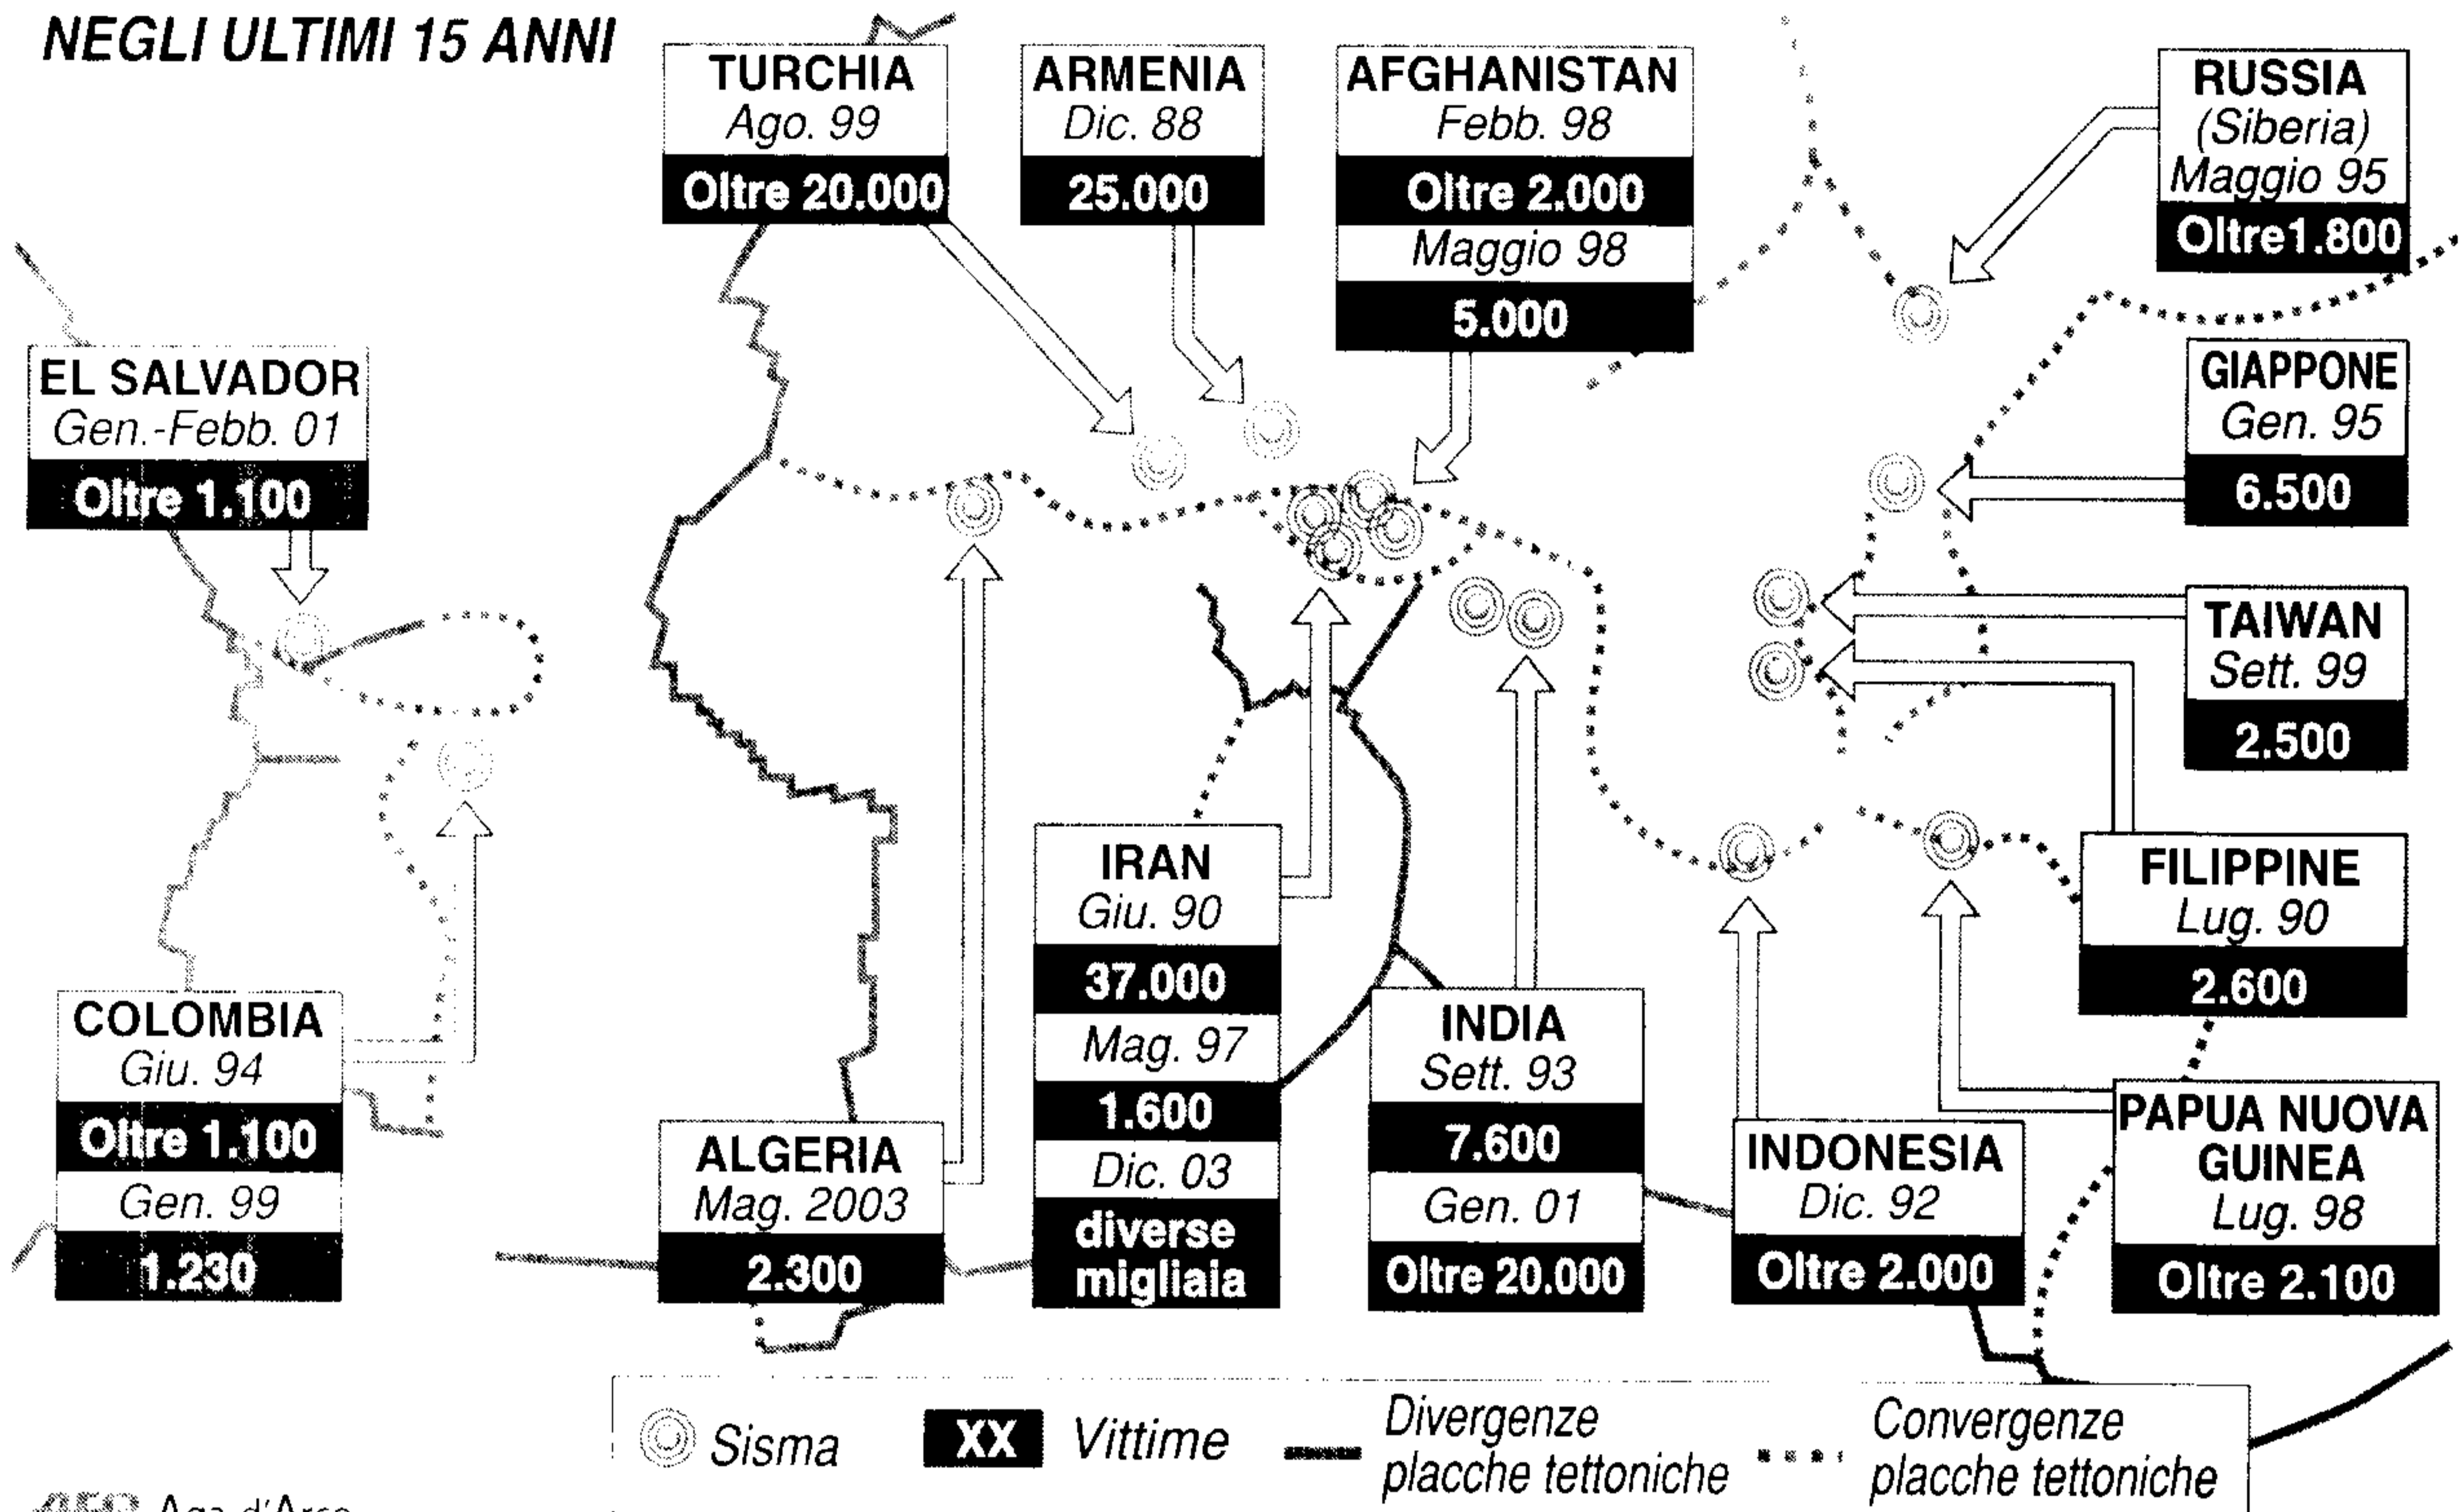 NEGLI ULTIMI 15 ANNI
TURCHIA
Ago. 99
Oltre 20.000
ARMENIA
Dic. 88
25.000
AFGHANISTAN
Febb. 98
Oltre 2.000
Maggio 98
5.000
RUSSIA
(Siberia)
Maggio 95
Oltre1.800
EL SALVADOR
Gen.-Febb. 01
Oltre 1.100
GIAPPONE
Gen. 95
6.500
TAIWAN
Sett. 99
2.500
FILIPPINE
Lug. 90
2.600
COLOMBIA
Giu. 94
Oltre 1.100
Gen. 99
1.230
ALGERIA
Mag. 2003
2.300
IRAN
Giu. 90
37.000
Mag. 97
1.600
Dic. 03
diverse
migliaia
INDIA
Sett. 93
7.600
Gen. 01
Oltre 20.000
INDONESIA
Dic. 92
Oltre 2.000
PAPUA NUOVA
GUINEA
Lug. 98
Oltre 2.100
Sisma
XX Vittime
Divergenze
placche tettoniche
Convergenze
placche tettoniche